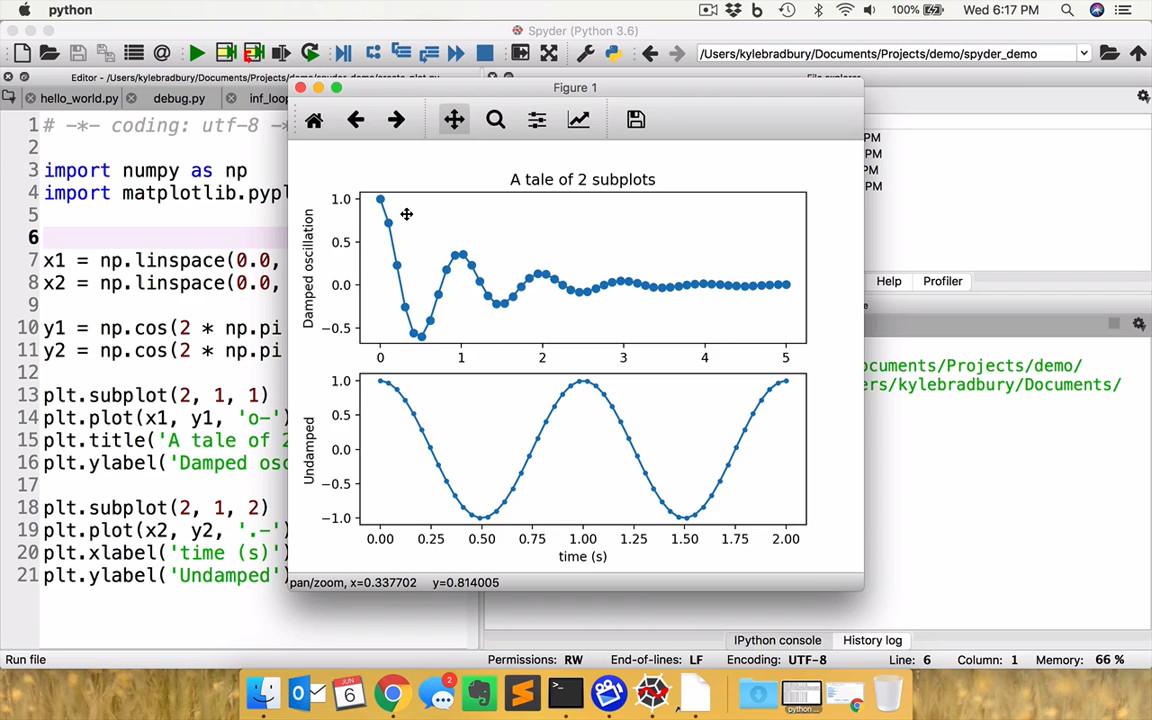 python
100%
Wed 6:17 PM
Spyder (Python 3.6)
/Users/kylebradbury/Documents/Projects/demo/spyder_demo
Editor - /Users/kylebradbury/Documents/Projects/demo/spyder_demo/create_plot.py
hello_world.py
debug.py
inf_loo
1 # -*- coding: utf-8 -*
2
3 import numpy as np
4 import matplotlib.pypl
5
6
7 x1 = np.linspace(0.0,
8 x2 = np.linspace(0.0,
9
10 y1 = np.cos(2 * np.pi
11 y2 = np.cos(2 * np.pi
12
13 plt.subplot(2, 1, 1)
14 plt.plot(x1, y1, 'o-')
15 plt.title('A tale of 2
16 plt.ylabel('Damped osc
17
18 plt.subplot(2, 1, 2)
19 plt.plot(x2, y2, '.-')
20 plt.xlabel('time (s)')
21 plt.ylabel('Undamped')
Figure 1
A tale of 2 subplots
Damped oscillation
1.0
0.5
0.0
−0.5
0 1 2 3 4 5
Undamped
1.0
0.5
0.0
−0.5
−1.0
0.00 0.25 0.50 0.75 1.00 1.25 1.50 1.75 2.00
time (s)
pan/zoom, x=0.337702 y=0.814005
PM
PM
PM
PM
Help
Profiler
ocuments/Projects/demo/
ers/kylebradbury/Documents/
IPython console
History log
Run file
Permissions: RW
End-of-lines: LF
Encoding: UTF-8
Line: 6
Column: 1
Memory: 66 %
JUN
6
2
python